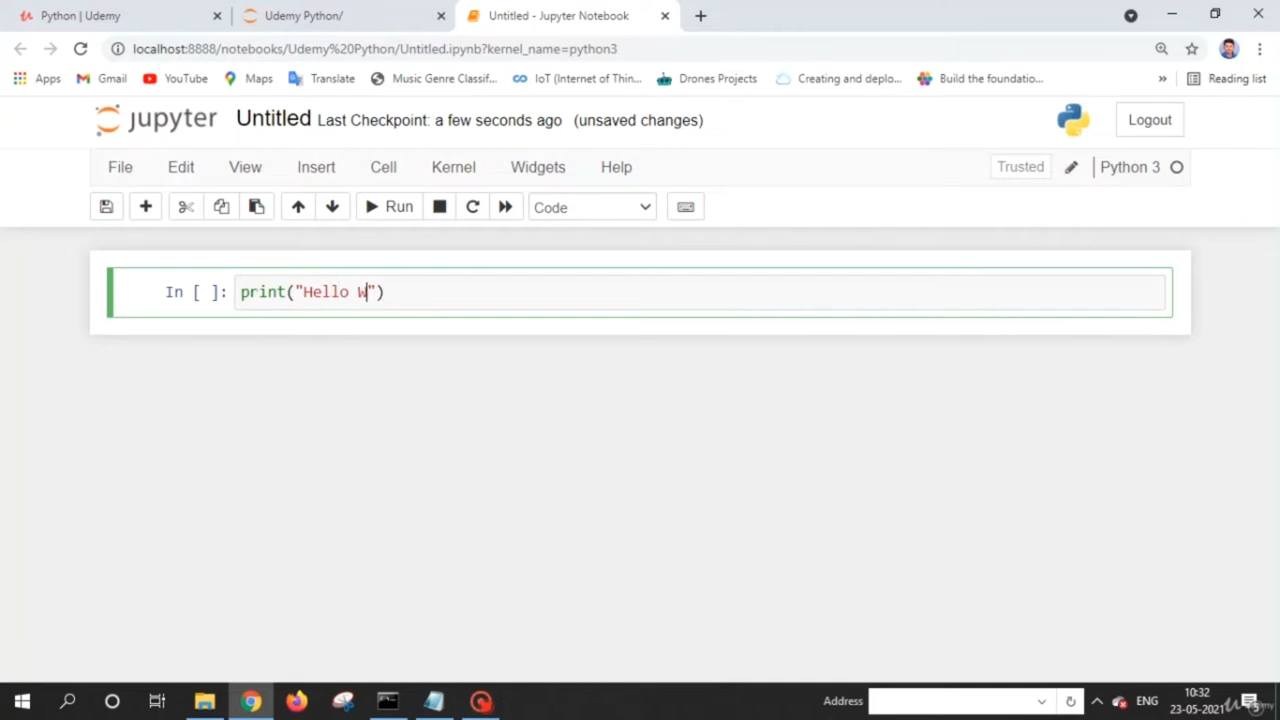 Python | Udemy
Udemy Python/
Untitled - Jupyter Notebook
localhost:8888/notebooks/Udemy%20Python/Untitled.ipynb?kernel_name=python3
Apps
Gmail
YouTube
Maps
Translate
Music Genre Classif...
IoT (Internet of Thin...
Drones Projects
Creating and deplo...
Build the foundatio...
»
Reading list
jupyter
Untitled Last Checkpoint: a few seconds ago (unsaved changes)
Logout
File
Edit
View
Insert
Cell
Kernel
Widgets
Help
Trusted
Python 3
Run
Code
In [ ]: print("Hello W")
Address
ENG
10:32
23-05-2021
Udemy